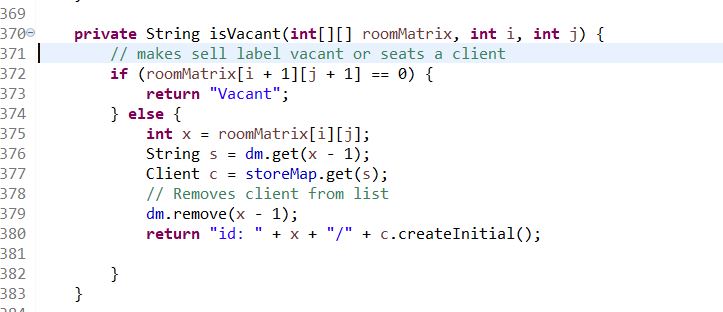 369
370 private String isVacant(int[][] roomMatrix, int i, int j) {
371 // makes sell label vacant or seats a client
372 if (roomMatrix[i + 1][j + 1] == 0) {
373 return "Vacant";
374 } else {
375 int x = roomMatrix[i][j];
376 String s = dm.get(x - 1);
377 Client c = storeMap.get(s);
378 // Removes client from list
379 dm.remove(x - 1);
380 return "id: " + x + "/" + c.createInitial();
381
382 }
383 }